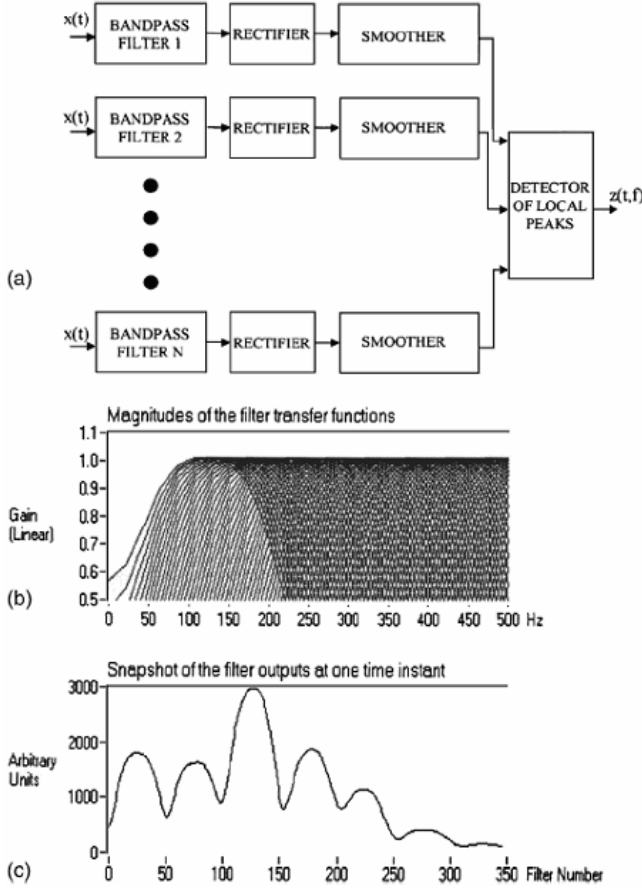 x(t)
BANDPASS
FILTER 1
RECTIFIER
SMOOTHER
x(t)
BANDPASS
FILTER 2
RECTIFIER
SMOOTHER
DETECTOR
OF LOCAL
PEAKS
z(t,f)
(a)
x(t)
BANDPASS
FILTER N
RECTIFIER
SMOOTHER
Magnitudes of the filter transfer functions
1.1
1.0
0.9
0.8
0.7
0.6
0.5
Gain
(Linear)
(b)
0 50 100 150 200 250 300 350 400 450 500 Hz
Snapshot of the filter outputs at one time instant
3000
2000
1000
0
Arbitrary
Units
(c)
0 50 100 150 200 250 300 350 Filter Number